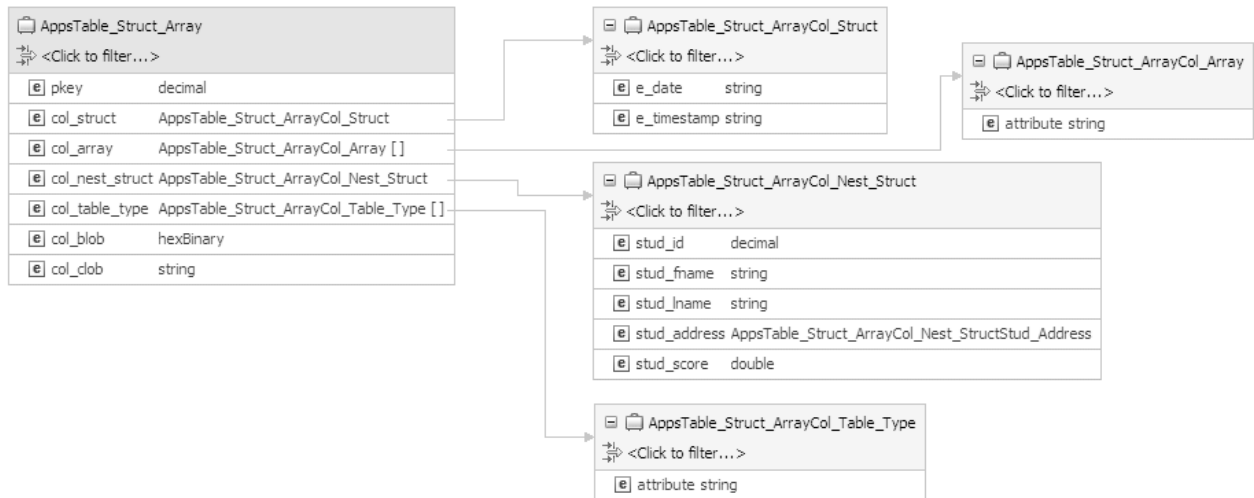 AppsTable_Struct_Array
<Click to filter...>
e pkey decimal
e col_struct AppsTable_Struct_ArrayCol_Struct
e col_array AppsTable_Struct_ArrayCol_Array [ ]
e col_nest_struct AppsTable_Struct_ArrayCol_Nest_Struct
e col_table_type AppsTable_Struct_ArrayCol_Table_Type [ ]
e col_blob hexBinary
e col_clob string
AppsTable_Struct_ArrayCol_Struct
<Click to filter...>
e e_date string
e e_timestamp string
AppsTable_Struct_ArrayCol_Array
<Click to filter...>
e attribute string
AppsTable_Struct_ArrayCol_Nest_Struct
<Click to filter...>
e stud_id decimal
e stud_fname string
e stud_lname string
e stud_address AppsTable_Struct_ArrayCol_Nest_StructStud_Address
e stud_score double
AppsTable_Struct_ArrayCol_Table_Type
<Click to filter...>
e attribute string